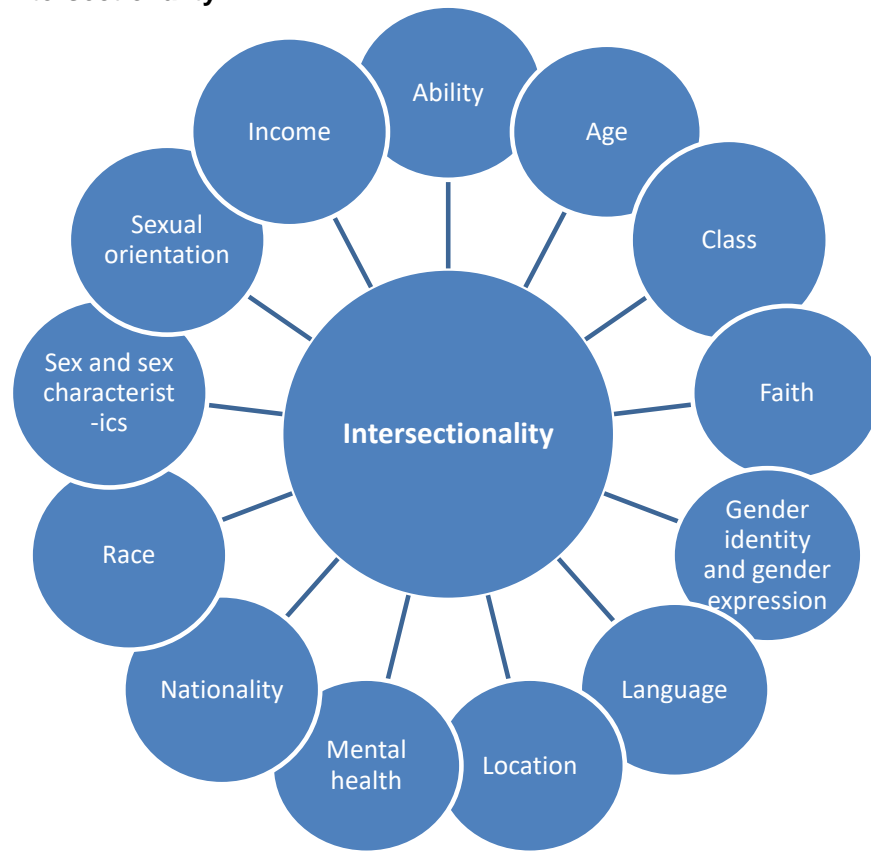 Ability
Age
Class
Faith
Gender
identity
and gender
expression
Language
Location
Mental
health
Nationality
Race
Sex and sex
characterist
-ics
Sexual
orientation
Income
Intersectionality